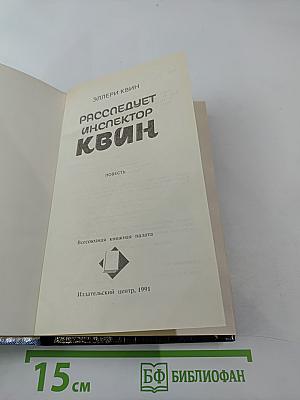 ЭЛЛЕРИ КВИН
РАССЛЕДУЕТ
ИНСПЕКТОР
КВИН
ПОВЕСТЬ
Всесоюзная книжная палата
Издательский центр, 1991
15 см
БФ БИБЛИОФАН